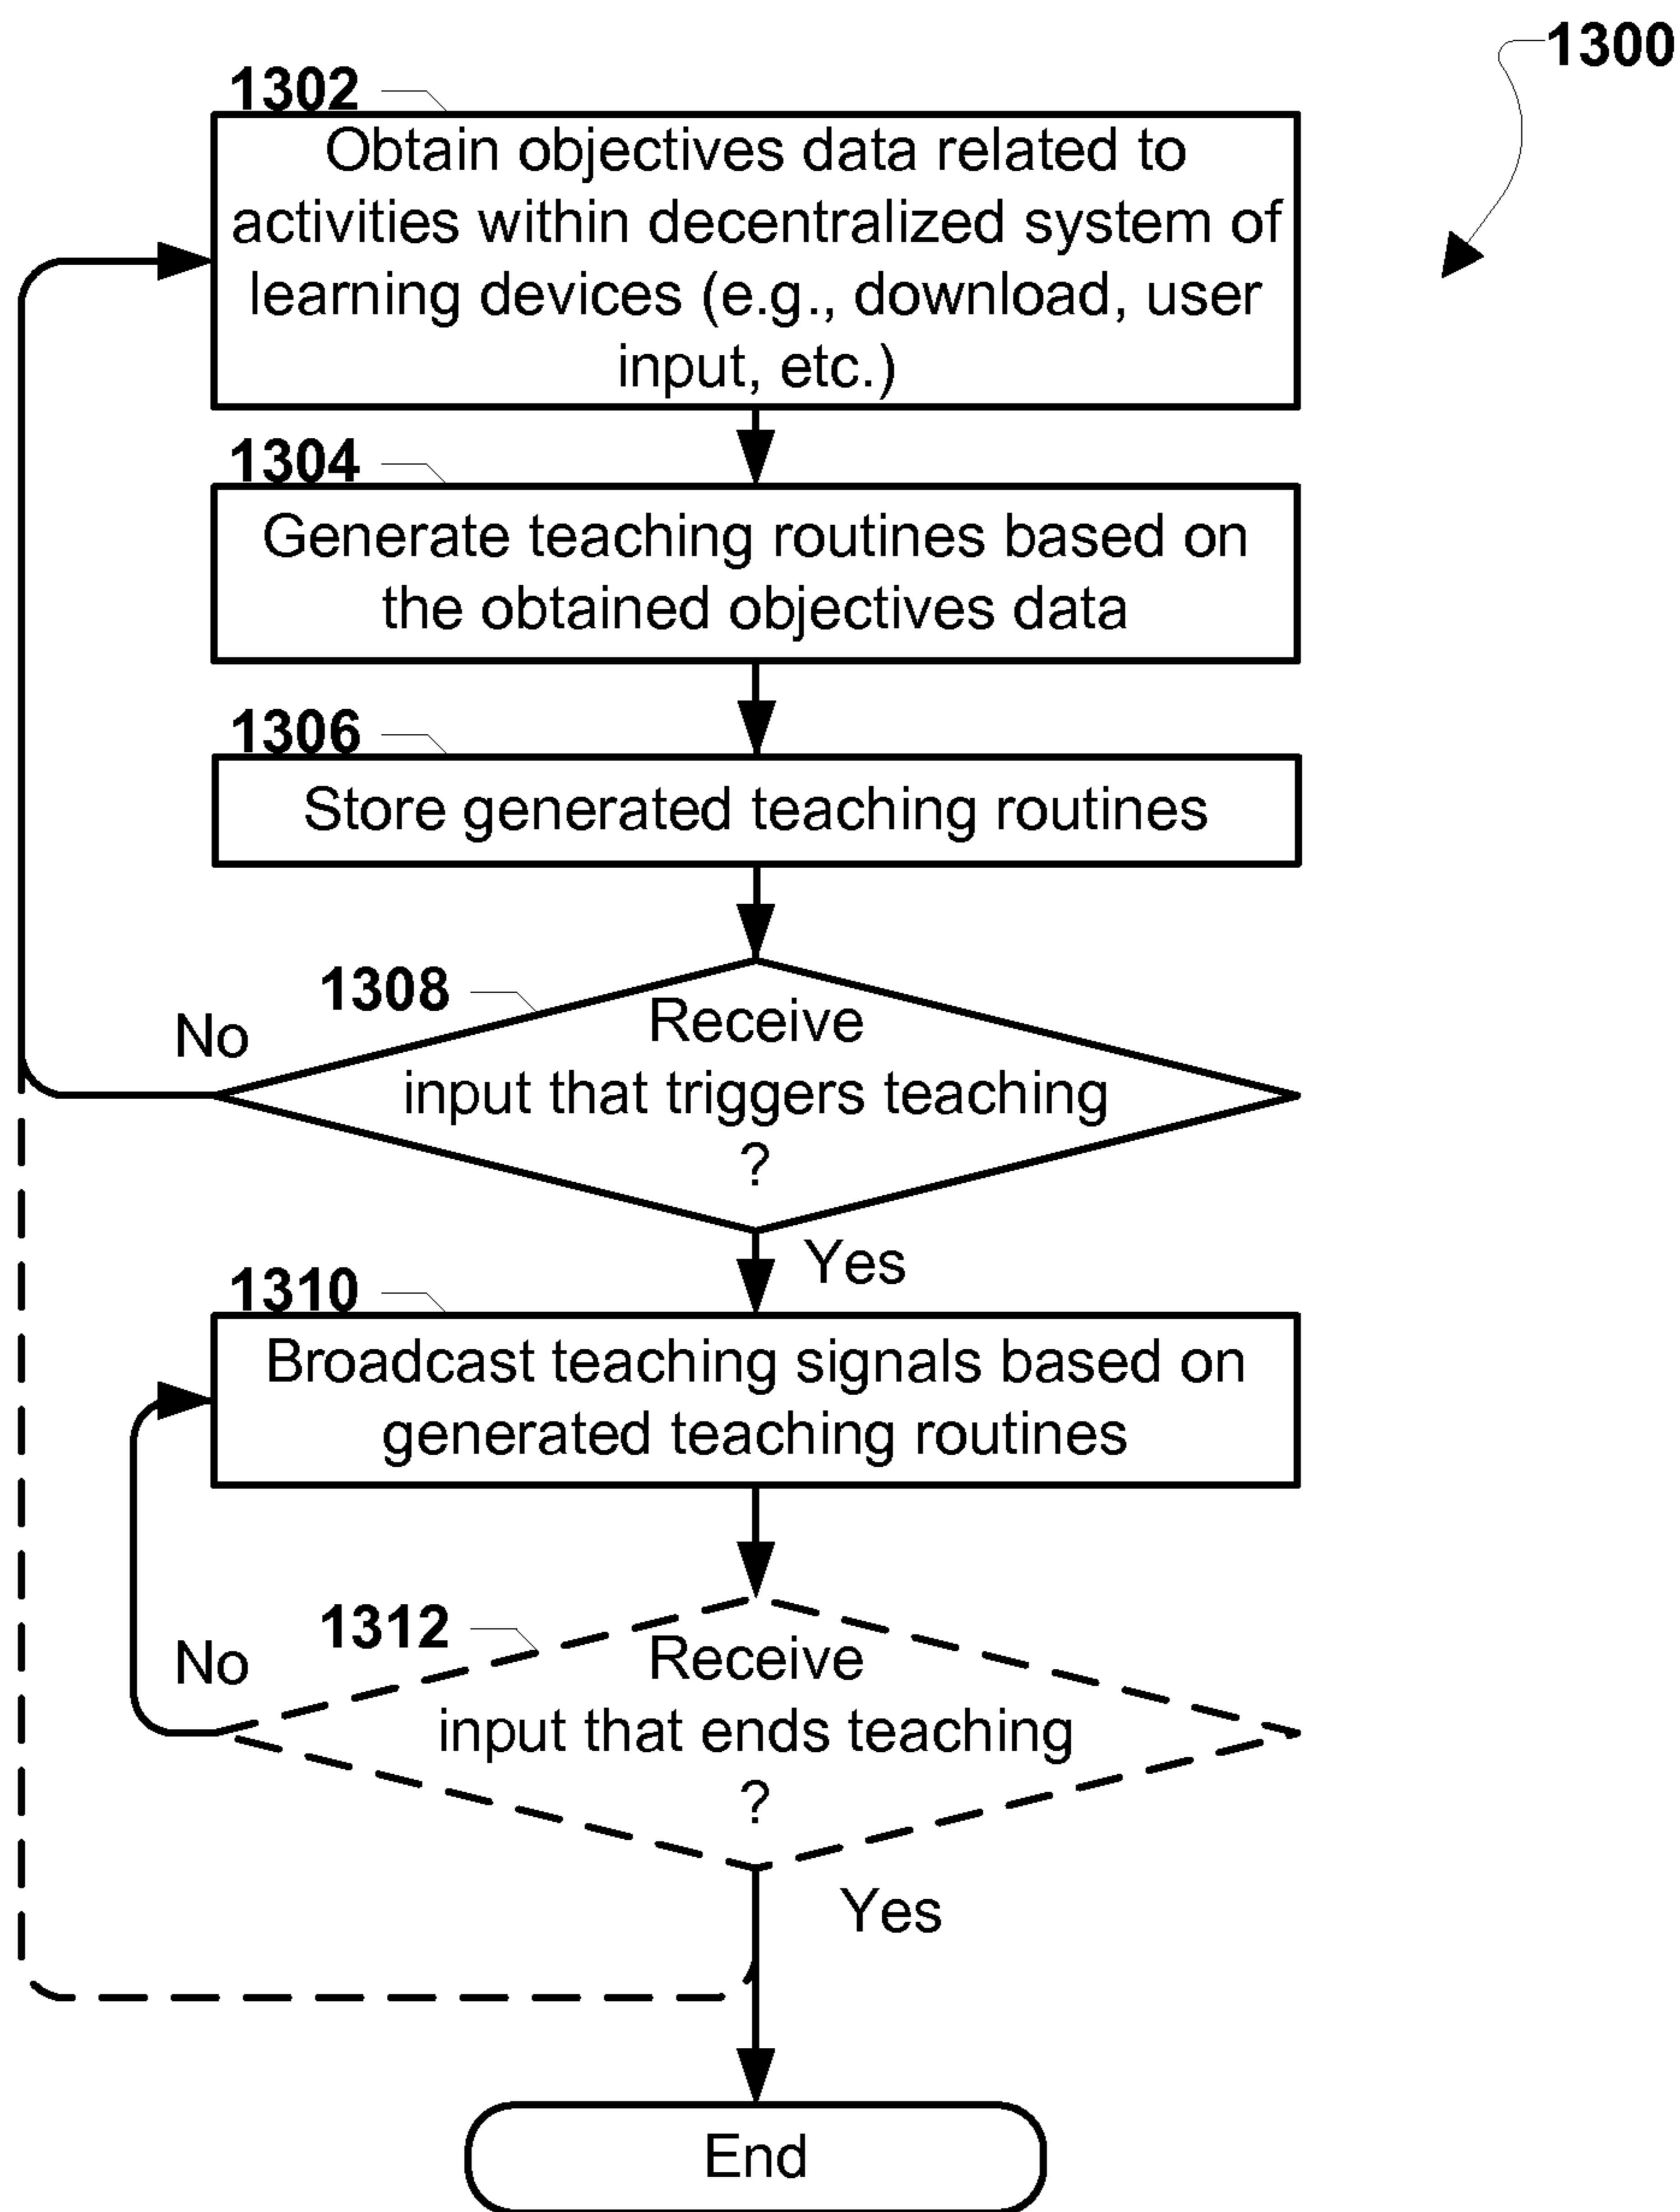 1300
1302
Obtain objectives data related to
activities within decentralized system of
learning devices (e.g., download, user
input, etc.)
1304
Generate teaching routines based on
the obtained objectives data
1306
Store generated teaching routines
1308
Receive
input that triggers teaching
?
No
Yes
1310
Broadcast teaching signals based on
generated teaching routines
1312
Receive
input that ends teaching
?
No
Yes
End